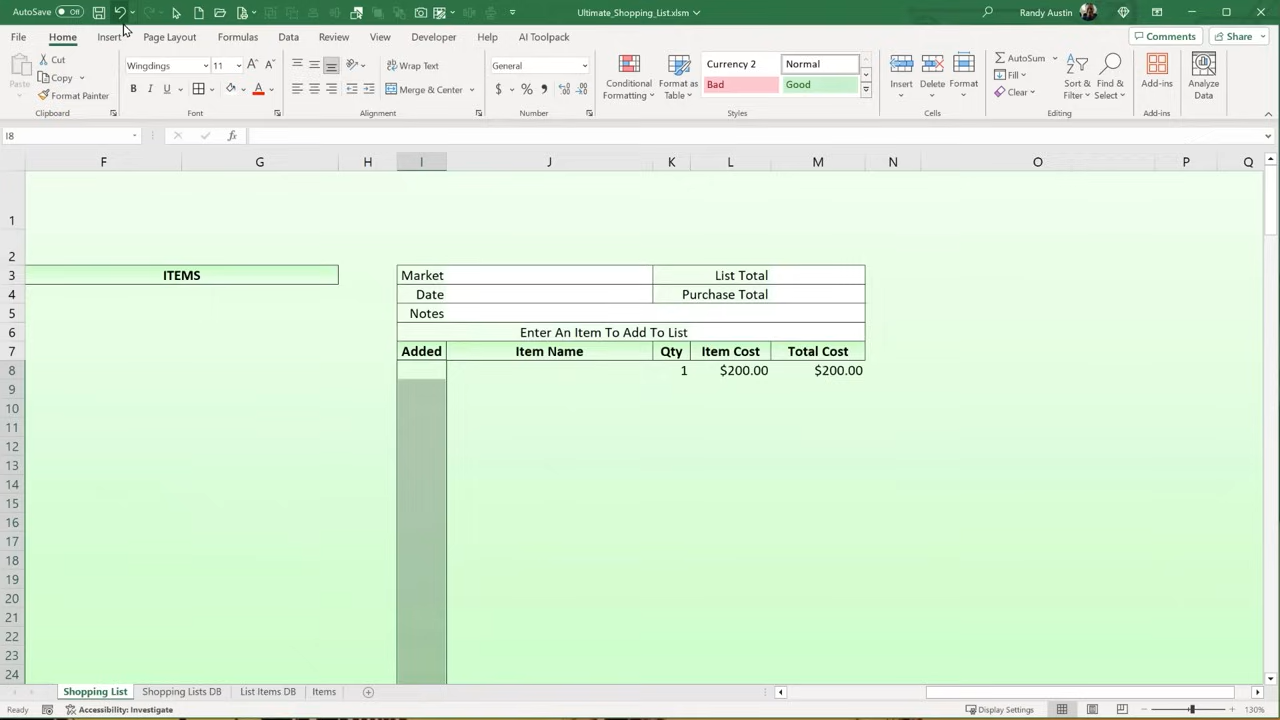 AutoSave Off Ultimate_Shopping_List.xlsm Randy Austin
File Home Insert Page Layout Formulas Data Review View Developer Help AI Toolpack Comments Share
Cut
Copy
Format Painter
Paste
Clipboard
Wingdings 11
B I U
Font
Wrap Text
Merge & Center
Alignment
General
$ % ,
Number
Conditional Formatting
Format as Table
Currency 2 Normal
Bad Good
Styles
Insert Delete Format
Cells
AutoSum
Fill
Clear
Sort & Filter
Find & Select
Editing
Add-ins
Add-ins
Analyze Data
I8 fx
F G H I J K L M N O P Q
1
2
3 ITEMS Market List Total
4 Date Purchase Total
5 Notes
6 Enter An Item To Add To List
7 Added Item Name Qty Item Cost Total Cost
8 1 $200.00 $200.00
9
10
11
12
13
14
15
16
17
18
19
20
21
22
23
24
Shopping List Shopping Lists DB List Items DB Items
Ready Accessibility: Investigate Display Settings 130%